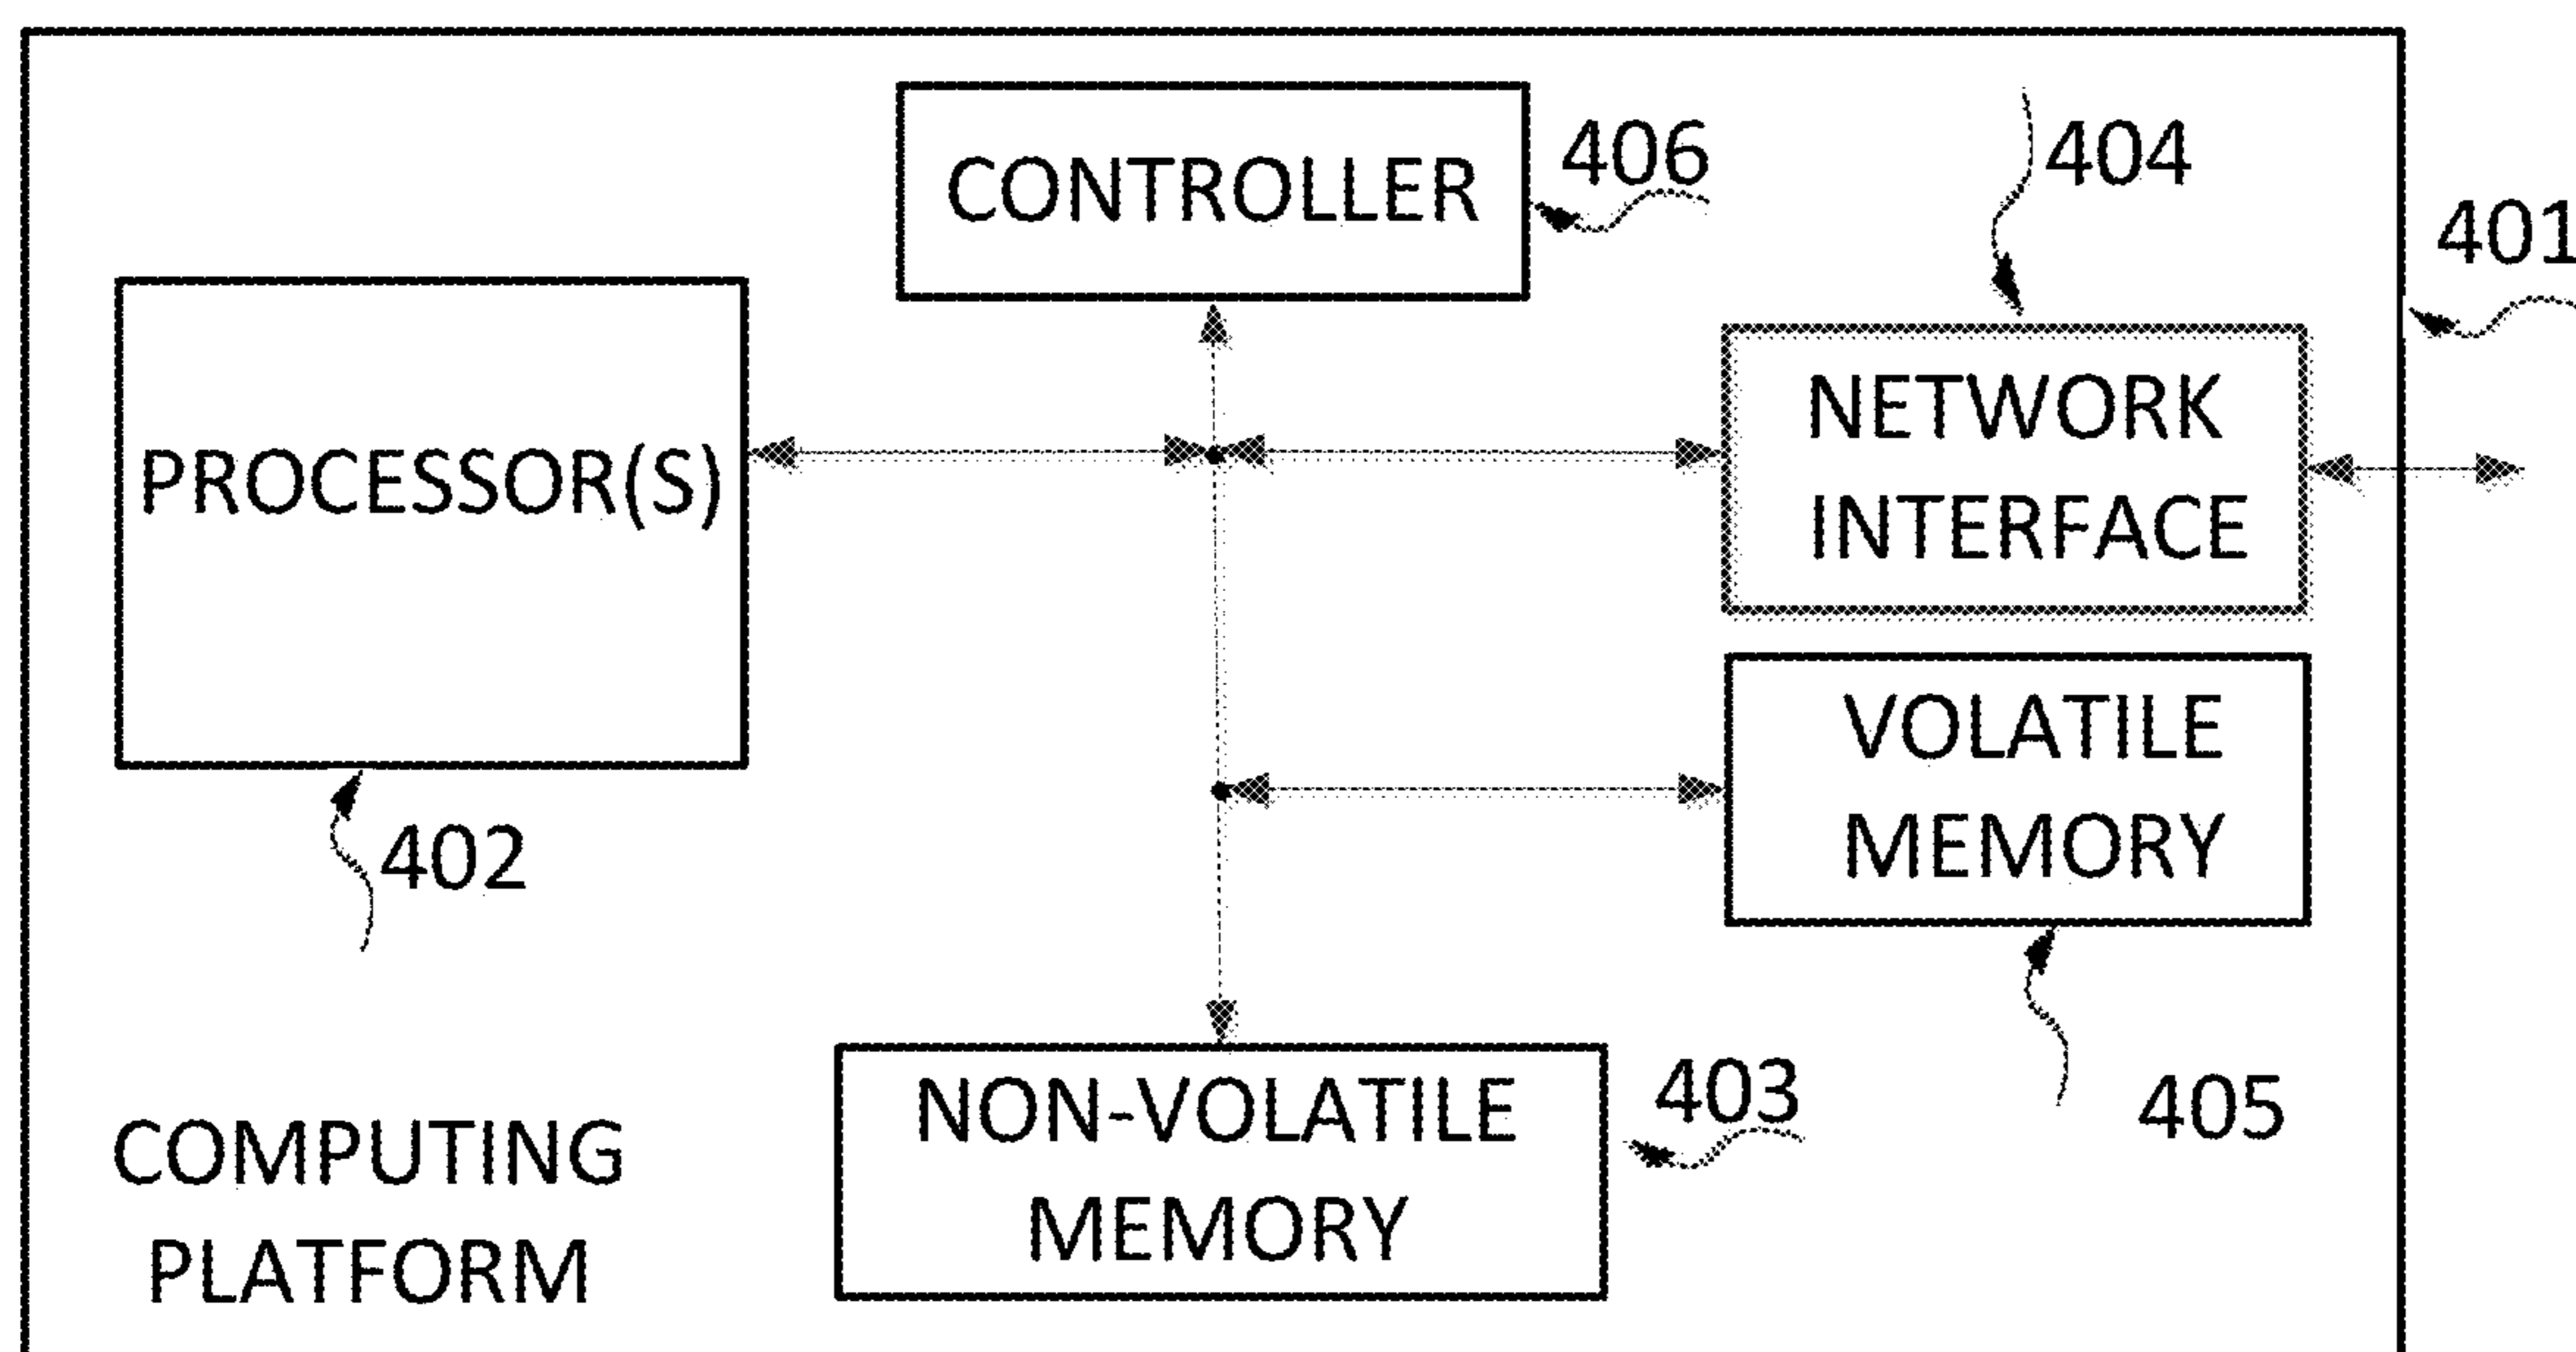 CONTROLLER
406
404
401
PROCESSOR(S)
NETWORK
INTERFACE
402
VOLATILE
MEMORY
405
NON-VOLATILE
MEMORY
403
COMPUTING
PLATFORM